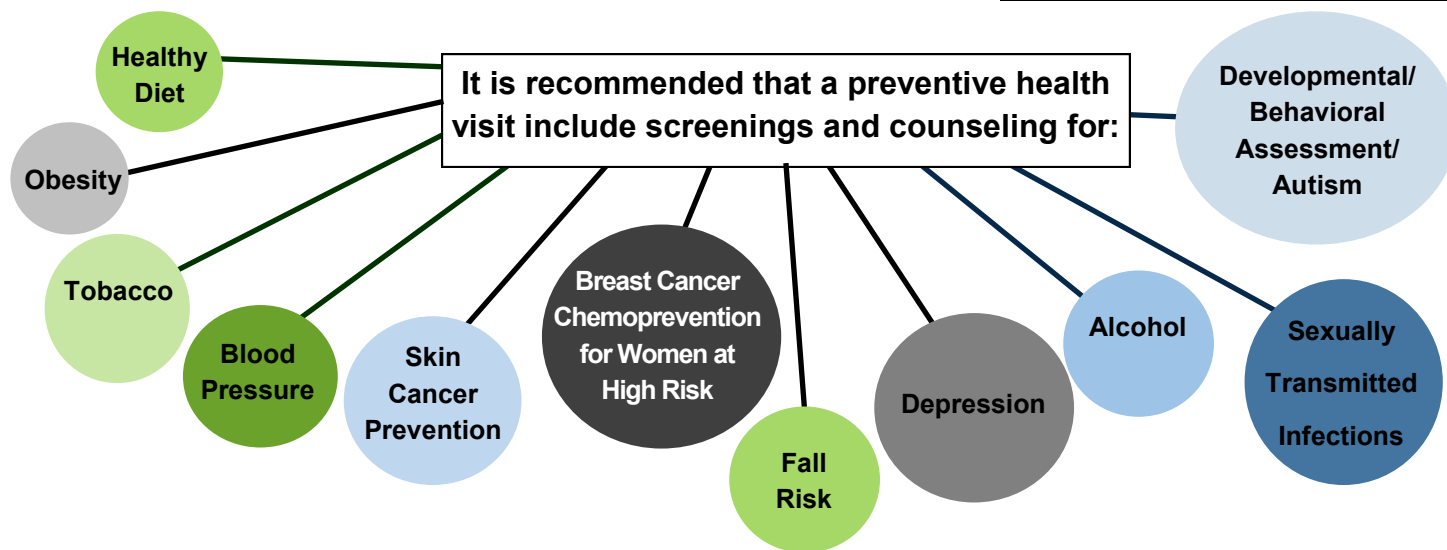 It is recommended that a preventive health
visit include screenings and counseling for:
Healthy
Diet
Obesity
Tobacco
Blood
Pressure
Skin
Cancer
Prevention
Breast Cancer
Chemoprevention
for Women at
High Risk
Fall
Risk
Depression
Alcohol
Sexually
Transmitted
Infections
Developmental/
Behavioral
Assessment/
Autism